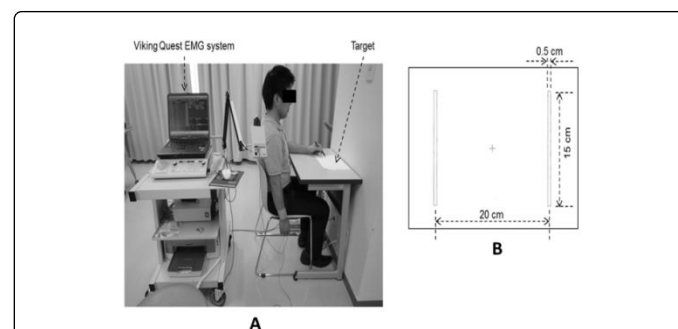 Viking Quest EMG system
Target
A
0.5 cm
15 cm
20 cm
B